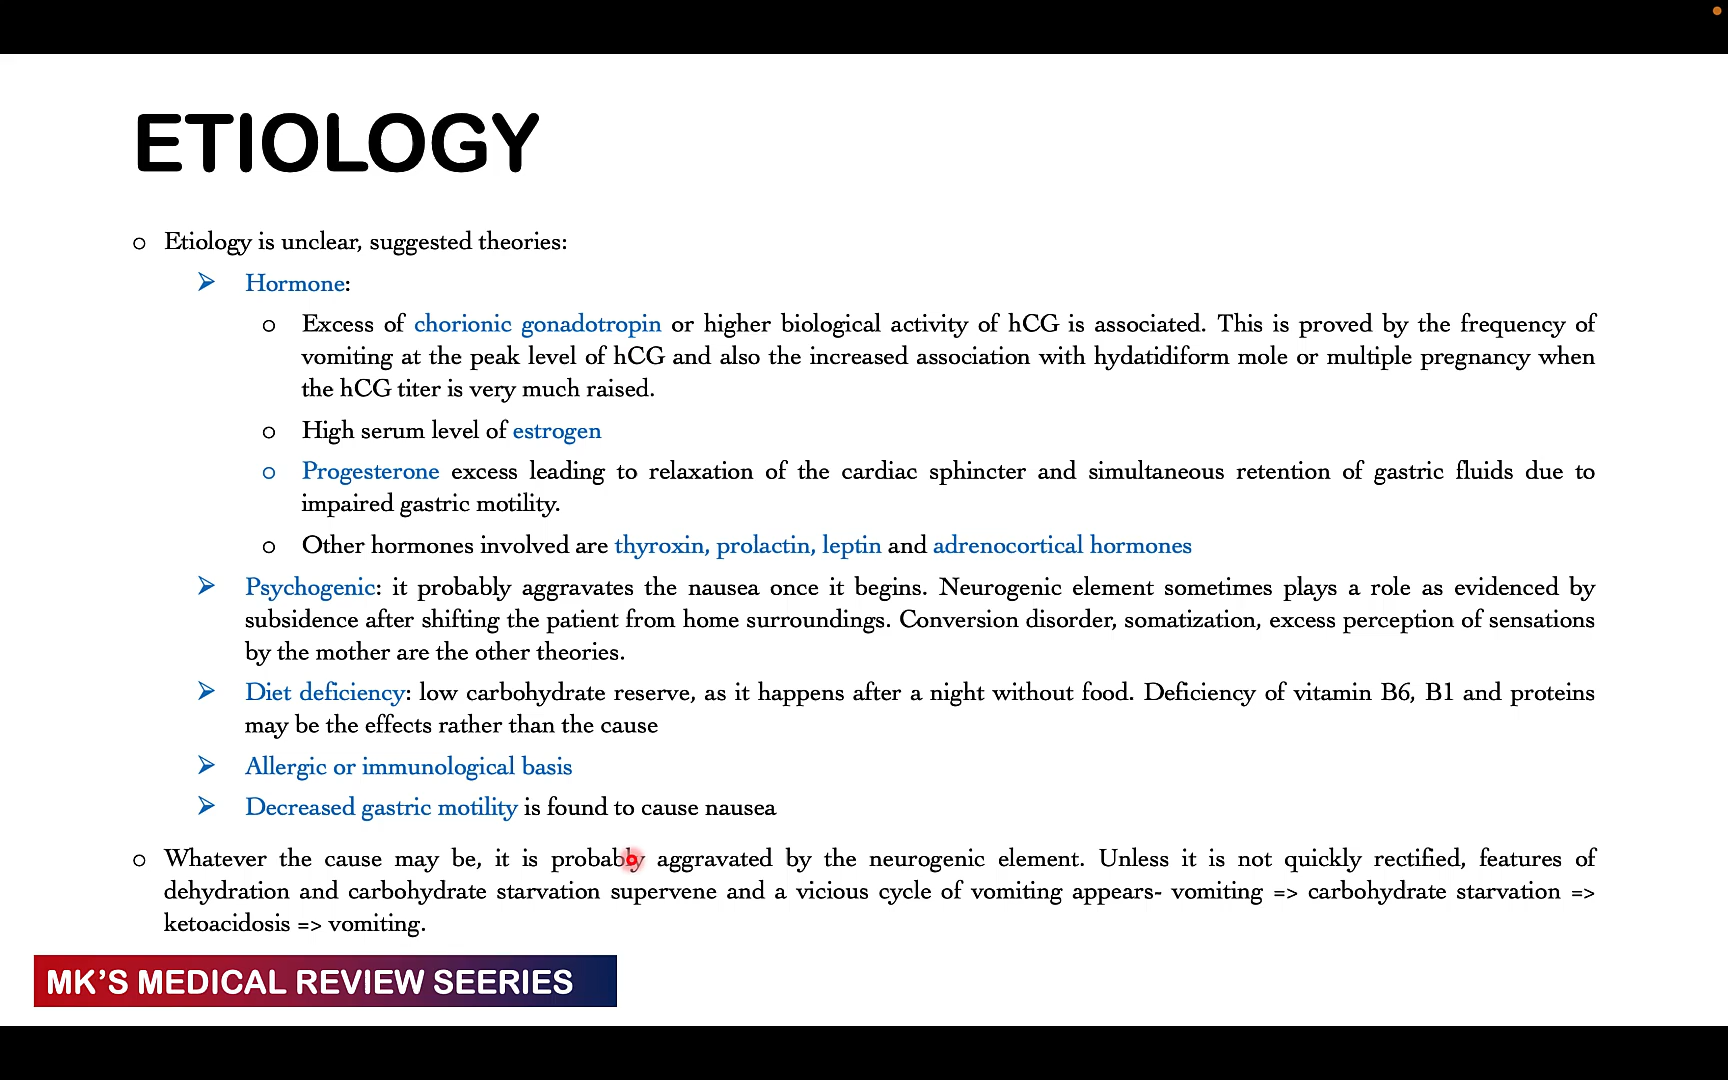 ETIOLOGY
o Etiology is unclear, suggested theories:
➢ Hormone:
o Excess of chorionic gonadotropin or higher biological activity of hCG is associated. This is proved by the frequency of
vomiting at the peak level of hCG and also the increased association with hydatidiform mole or multiple pregnancy when
the hCG titer is very much raised.
o High serum level of estrogen
o Progesterone excess leading to relaxation of the cardiac sphincter and simultaneous retention of gastric fluids due to
impaired gastric motility.
o Other hormones involved are thyroxin, prolactin, leptin and adrenocortical hormones
➢ Psychogenic: it probably aggravates the nausea once it begins. Neurogenic element sometimes plays a role as evidenced by
subsidence after shifting the patient from home surroundings. Conversion disorder, somatization, excess perception of sensations
by the mother are the other theories.
➢ Diet deficiency: low carbohydrate reserve, as it happens after a night without food. Deficiency of vitamin B6, B1 and proteins
may be the effects rather than the cause
➢ Allergic or immunological basis
➢ Decreased gastric motility is found to cause nausea
o Whatever the cause may be, it is probably aggravated by the neurogenic element. Unless it is not quickly rectified, features of
dehydration and carbohydrate starvation supervene and a vicious cycle of vomiting appears- vomiting => carbohydrate starvation =>
ketoacidosis => vomiting.
MK'S MEDICAL REVIEW SEERIES